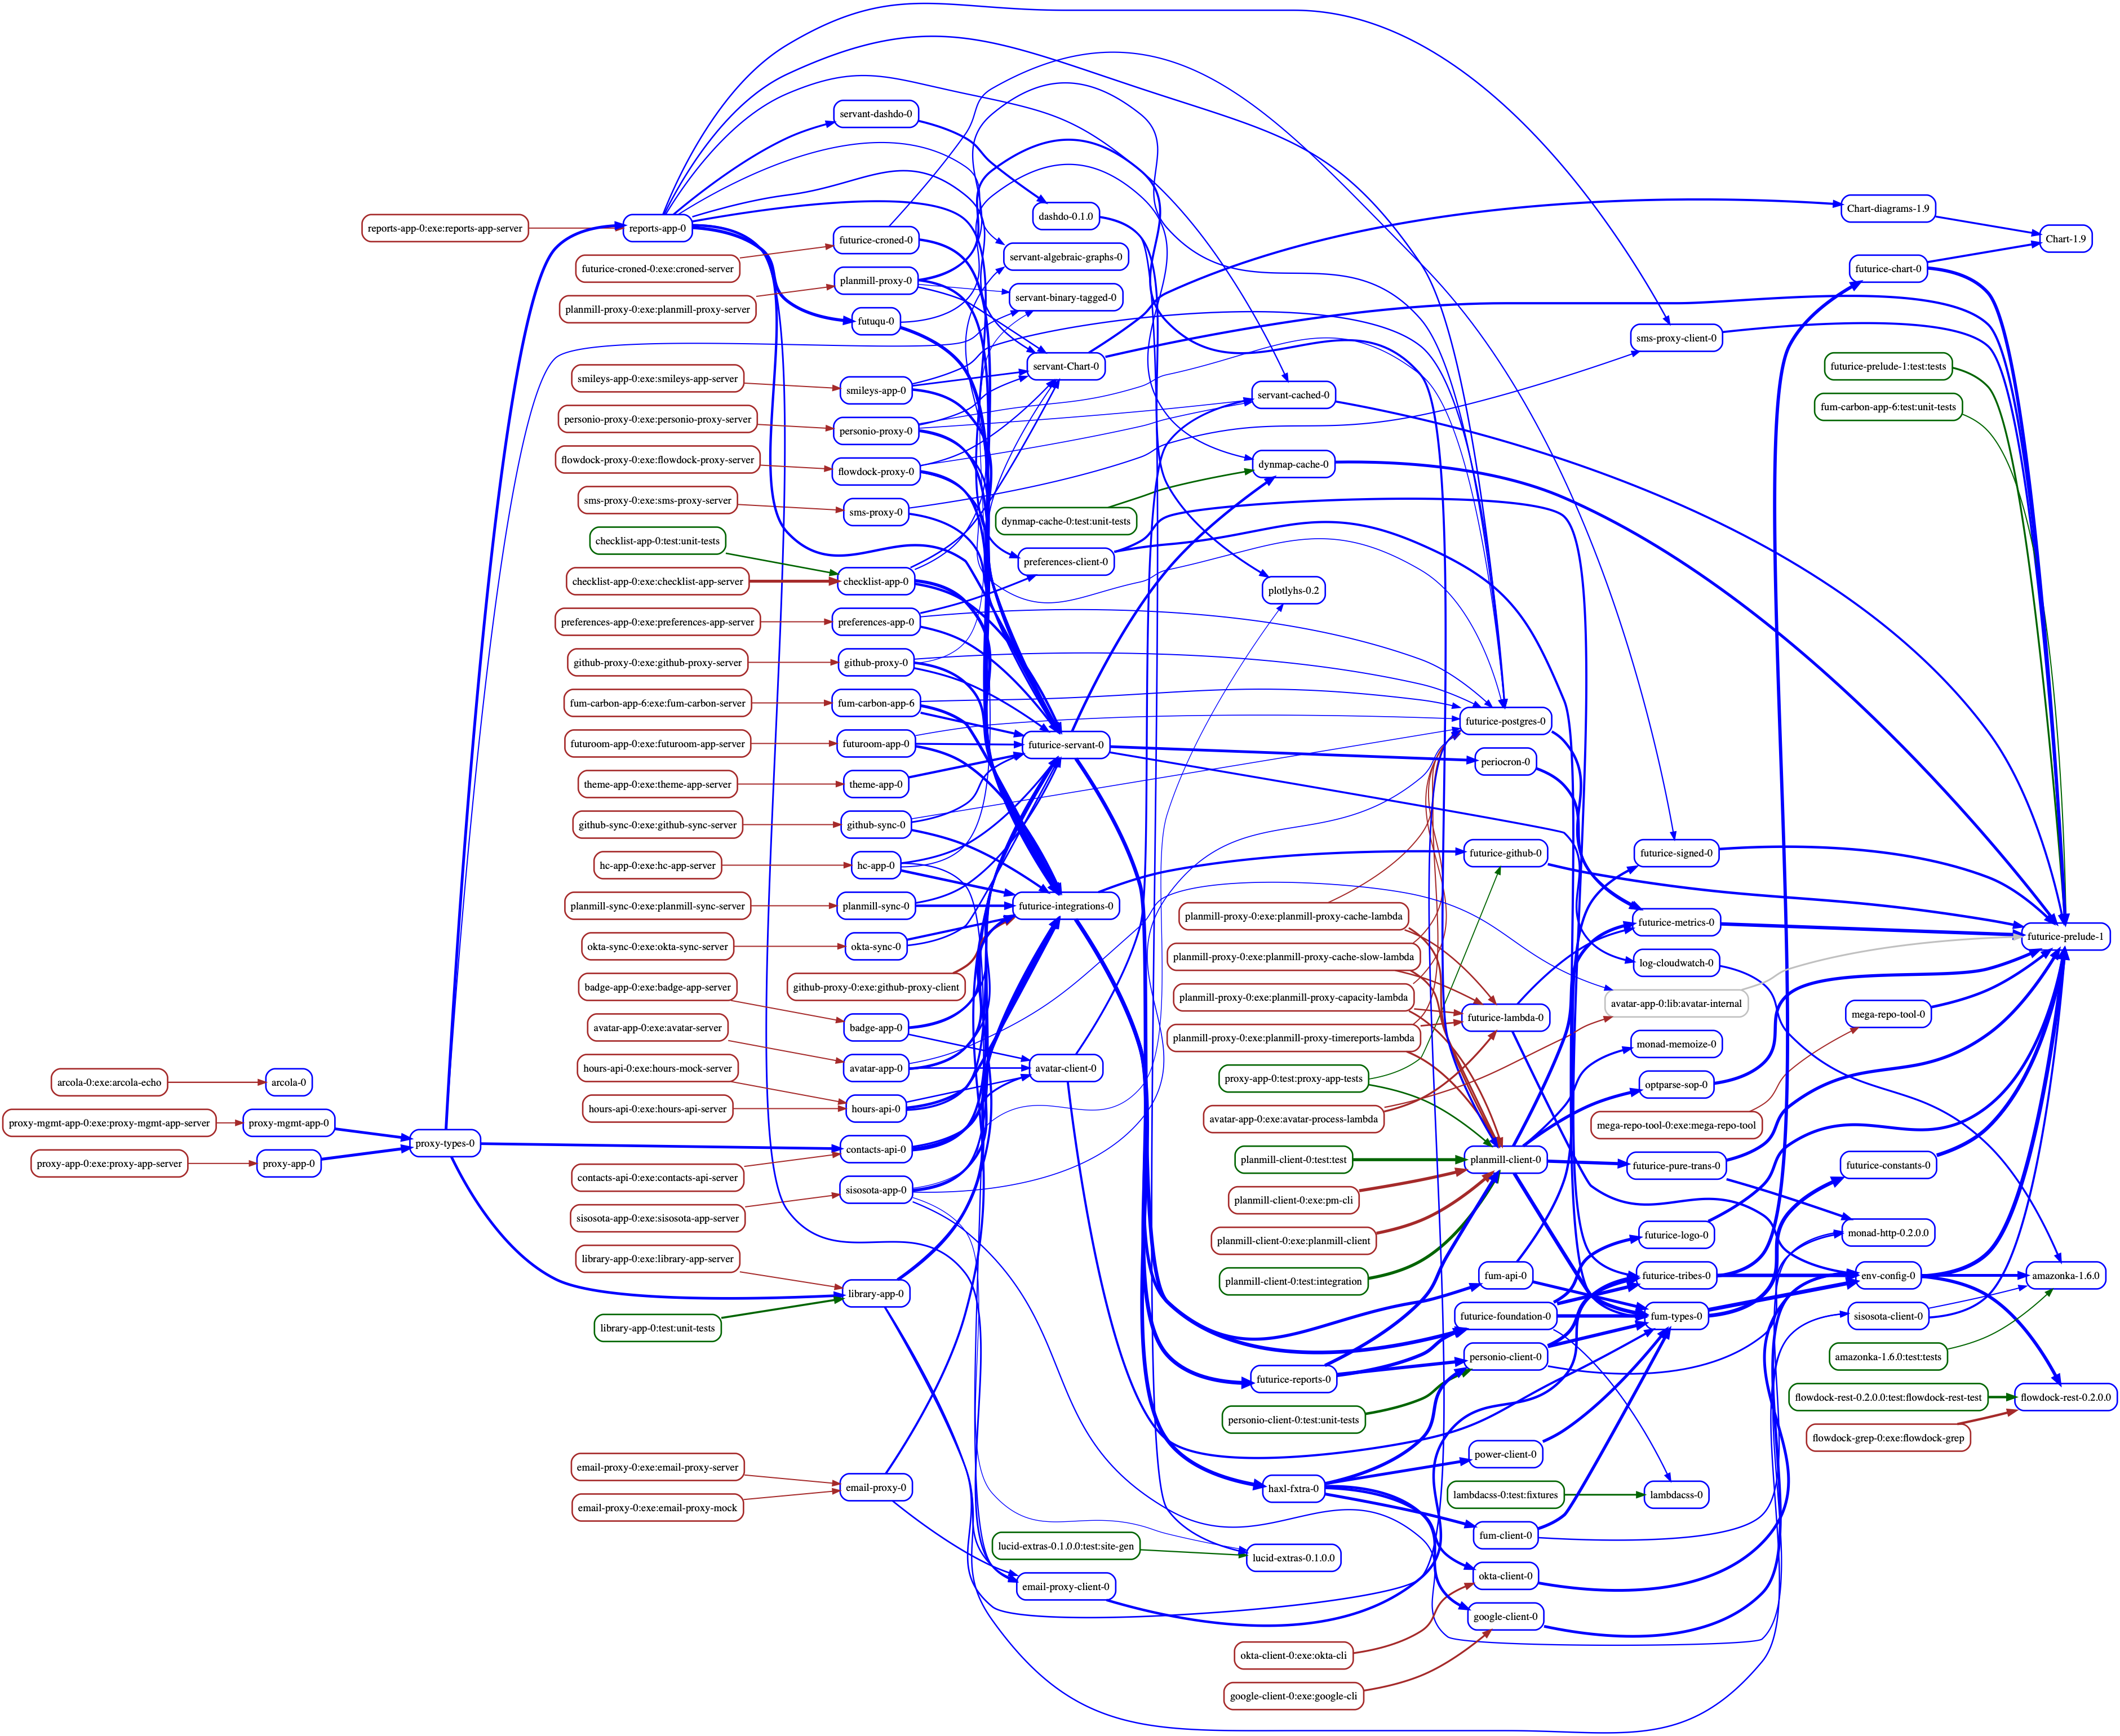 servant-dashdo-0
reports-app-0:exe:reports-app-server
reports-app-0
futurice-croned-0
futurice-croned-0:exe:croned-server
planmill-proxy-0
planmill-proxy-0:exe:planmill-proxy-server
futuqu-0
smileys-app-0:exe:smileys-app-server
smileys-app-0
personio-proxy-0:exe:personio-proxy-server
personio-proxy-0
flowdock-proxy-0:exe:flowdock-proxy-server
flowdock-proxy-0
sms-proxy-0:exe:sms-proxy-server
sms-proxy-0
checklist-app-0:test:unit-tests
checklist-app-0:exe:checklist-app-server
checklist-app-0
preferences-app-0:exe:preferences-app-server
preferences-app-0
github-proxy-0:exe:github-proxy-server
github-proxy-0
fum-carbon-app-6:exe:fum-carbon-server
fum-carbon-app-6
futuroom-app-0:exe:futuroom-app-server
futuroom-app-0
theme-app-0:exe:theme-app-server
theme-app-0
github-sync-0:exe:github-sync-server
github-sync-0
hc-app-0:exe:hc-app-server
hc-app-0
planmill-sync-0:exe:planmill-sync-server
planmill-sync-0
okta-sync-0:exe:okta-sync-server
okta-sync-0
github-proxy-0:exe:github-proxy-client
badge-app-0:exe:badge-app-server
badge-app-0
avatar-app-0:exe:avatar-server
avatar-app-0
hours-api-0:exe:hours-mock-server
hours-api-0:exe:hours-api-server
hours-api-0
arcola-0:exe:arcola-echo
arcola-0
proxy-mgmt-app-0:exe:proxy-mgmt-app-server
proxy-mgmt-app-0
proxy-app-0:exe:proxy-app-server
proxy-app-0
proxy-types-0
contacts-api-0
contacts-api-0:exe:contacts-api-server
sisosota-app-0
sisosota-app-0:exe:sisosota-app-server
library-app-0:exe:library-app-server
library-app-0
library-app-0:test:unit-tests
email-proxy-0:exe:email-proxy-server
email-proxy-0
email-proxy-0:exe:email-proxy-mock
dashdo-0.1.0
servant-algebraic-graphs-0
servant-binary-tagged-0
servant-Chart-0
dynmap-cache-0:test:unit-tests
preferences-client-0
futurice-servant-0
futurice-integrations-0
avatar-client-0
lucid-extras-0.1.0.0:test:site-gen
email-proxy-client-0
servant-cached-0
dynmap-cache-0
plotlyhs-0.2
planmill-proxy-0:exe:planmill-proxy-cache-lambda
planmill-proxy-0:exe:planmill-proxy-cache-slow-lambda
planmill-proxy-0:exe:planmill-proxy-capacity-lambda
planmill-proxy-0:exe:planmill-proxy-timereports-lambda
proxy-app-0:test:proxy-app-tests
avatar-app-0:exe:avatar-process-lambda
planmill-client-0:test:test
planmill-client-0:exe:pm-cli
planmill-client-0:exe:planmill-client
planmill-client-0:test:integration
futurice-reports-0
personio-client-0:test:unit-tests
haxl-fxtra-0
lucid-extras-0.1.0.0
okta-client-0:exe:okta-cli
google-client-0:exe:google-cli
futurice-postgres-0
periocron-0
futurice-github-0
futurice-lambda-0
planmill-client-0
fum-api-0
futurice-foundation-0
personio-client-0
power-client-0
lambdacss-0:test:fixtures
fum-client-0
okta-client-0
google-client-0
sms-proxy-client-0
futurice-signed-0
futurice-metrics-0
log-cloudwatch-0
avatar-app-0:lib:avatar-internal
monad-memoize-0
optparse-sop-0
mega-repo-tool-0:exe:mega-repo-tool
futurice-pure-trans-0
futurice-logo-0
futurice-tribes-0
fum-types-0
lambdacss-0
Chart-diagrams-1.9
futurice-chart-0
futurice-prelude-1:test:tests
fum-carbon-app-6:test:unit-tests
mega-repo-tool-0
futurice-constants-0
monad-http-0.2.0.0
env-config-0
sisosota-client-0
amazonka-1.6.0:test:tests
flowdock-rest-0.2.0.0:test:flowdock-rest-test
flowdock-grep-0:exe:flowdock-grep
Chart-1.9
futurice-prelude-1
amazonka-1.6.0
flowdock-rest-0.2.0.0